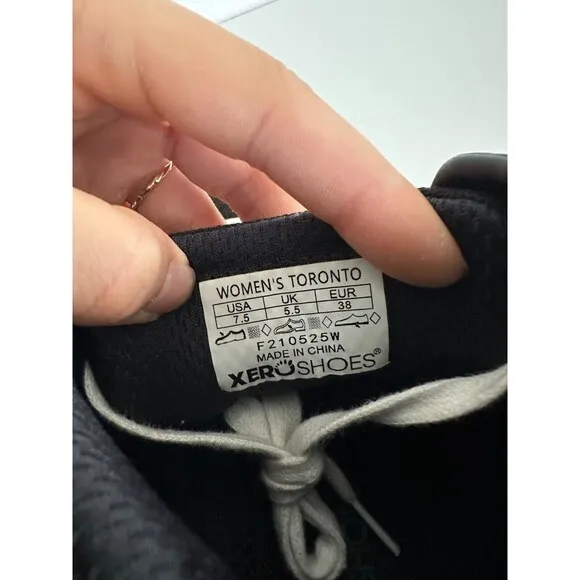 WOMEN'S TORONTO
USA UK EUR
7.5 5.5 38
F210525W
MADE IN CHINA
XEROSHOES®